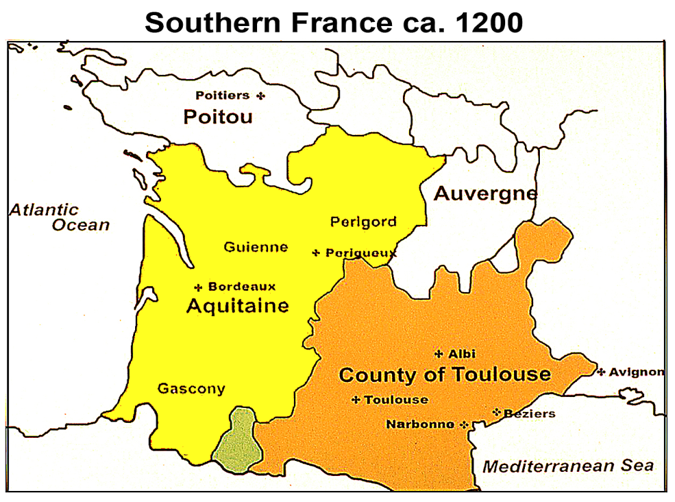 Southern France ca. 1200
Poitiers
Poitou
Auvergne
Atlantic
Ocean
Perigord
Guienne
Perigueux
Bordeaux
Aquitaine
Albi
County of Toulouse
Avignon
Gascony
Toulouse
Beziers
Narbonne
Mediterranean Sea